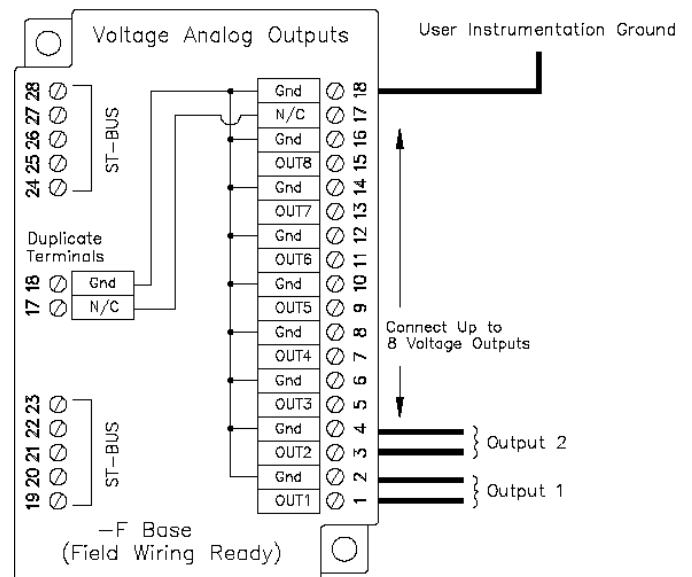 Voltage Analog Outputs
User Instrumentation Ground
28
27
26
25
24
ST-BUS
Duplicate
Terminals
18 Gnd
17 N/C
23
22
21
20
19
ST-BUS
Gnd 18
N/C 17
Gnd 16
OUT8 15
Gnd 14
OUT7 13
Gnd 12
OUT6 11
Gnd 10
OUT5 9
Gnd 8
OUT4 7
Gnd 6
OUT3 5
Gnd 4
OUT2 3
Gnd 2
OUT1 1
Connect Up to
8 Voltage Outputs
Output 2
Output 1
-F Base
(Field Wiring Ready)